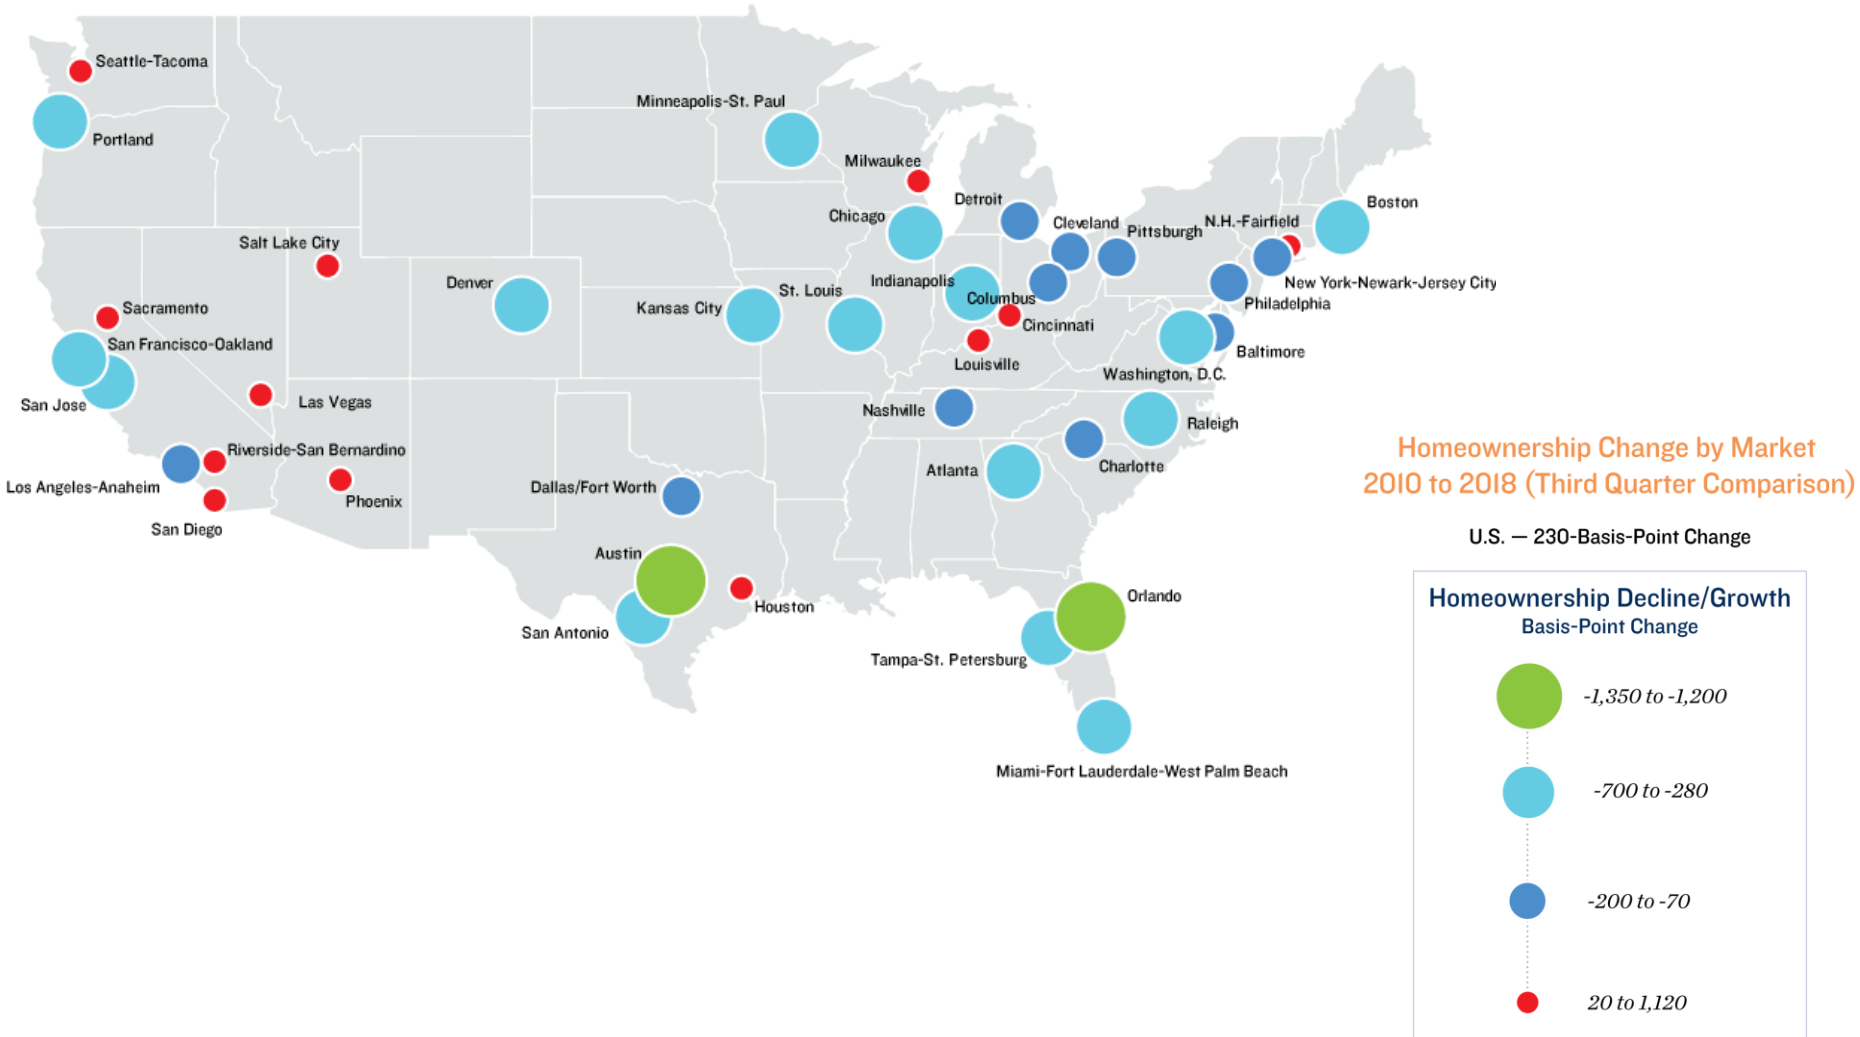 Seattle-Tacoma
Portland
Minneapolis-St. Paul
Milwaukee
Detroit
Chicago
Cleveland
Pittsburgh
N.H.-Fairfield
Boston
Salt Lake City
Denver
Kansas City
St. Louis
Indianapolis
Columbus
Cincinnati
Louisville
New York-Newark-Jersey City
Philadelphia
Baltimore
Washington, D.C.
Sacramento
San Francisco-Oakland
San Jose
Las Vegas
Nashville
Raleigh
Charlotte
Atlanta
Riverside-San Bernardino
Los Angeles-Anaheim
Phoenix
San Diego
Dallas/Fort Worth
Austin
Houston
San Antonio
Orlando
Tampa-St. Petersburg
Miami-Fort Lauderdale-West Palm Beach
Homeownership Change by Market
2010 to 2018 (Third Quarter Comparison)
U.S. — 230-Basis-Point Change
Homeownership Decline/Growth
Basis-Point Change
-1,350 to -1,200
-700 to -280
-200 to -70
20 to 1,120